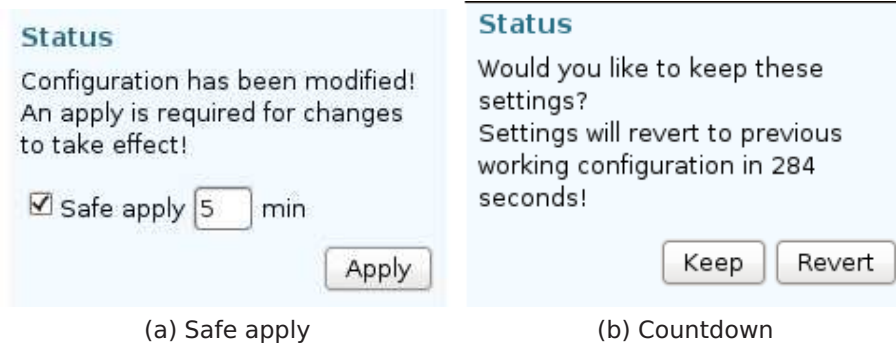 Status
Configuration has been modified!
An apply is required for changes
to take effect!
Safe apply 5 min
Apply
(a) Safe apply
Status
Would you like to keep these
settings?
Settings will revert to previous
working configuration in 284
seconds!
Keep Revert
(b) Countdown